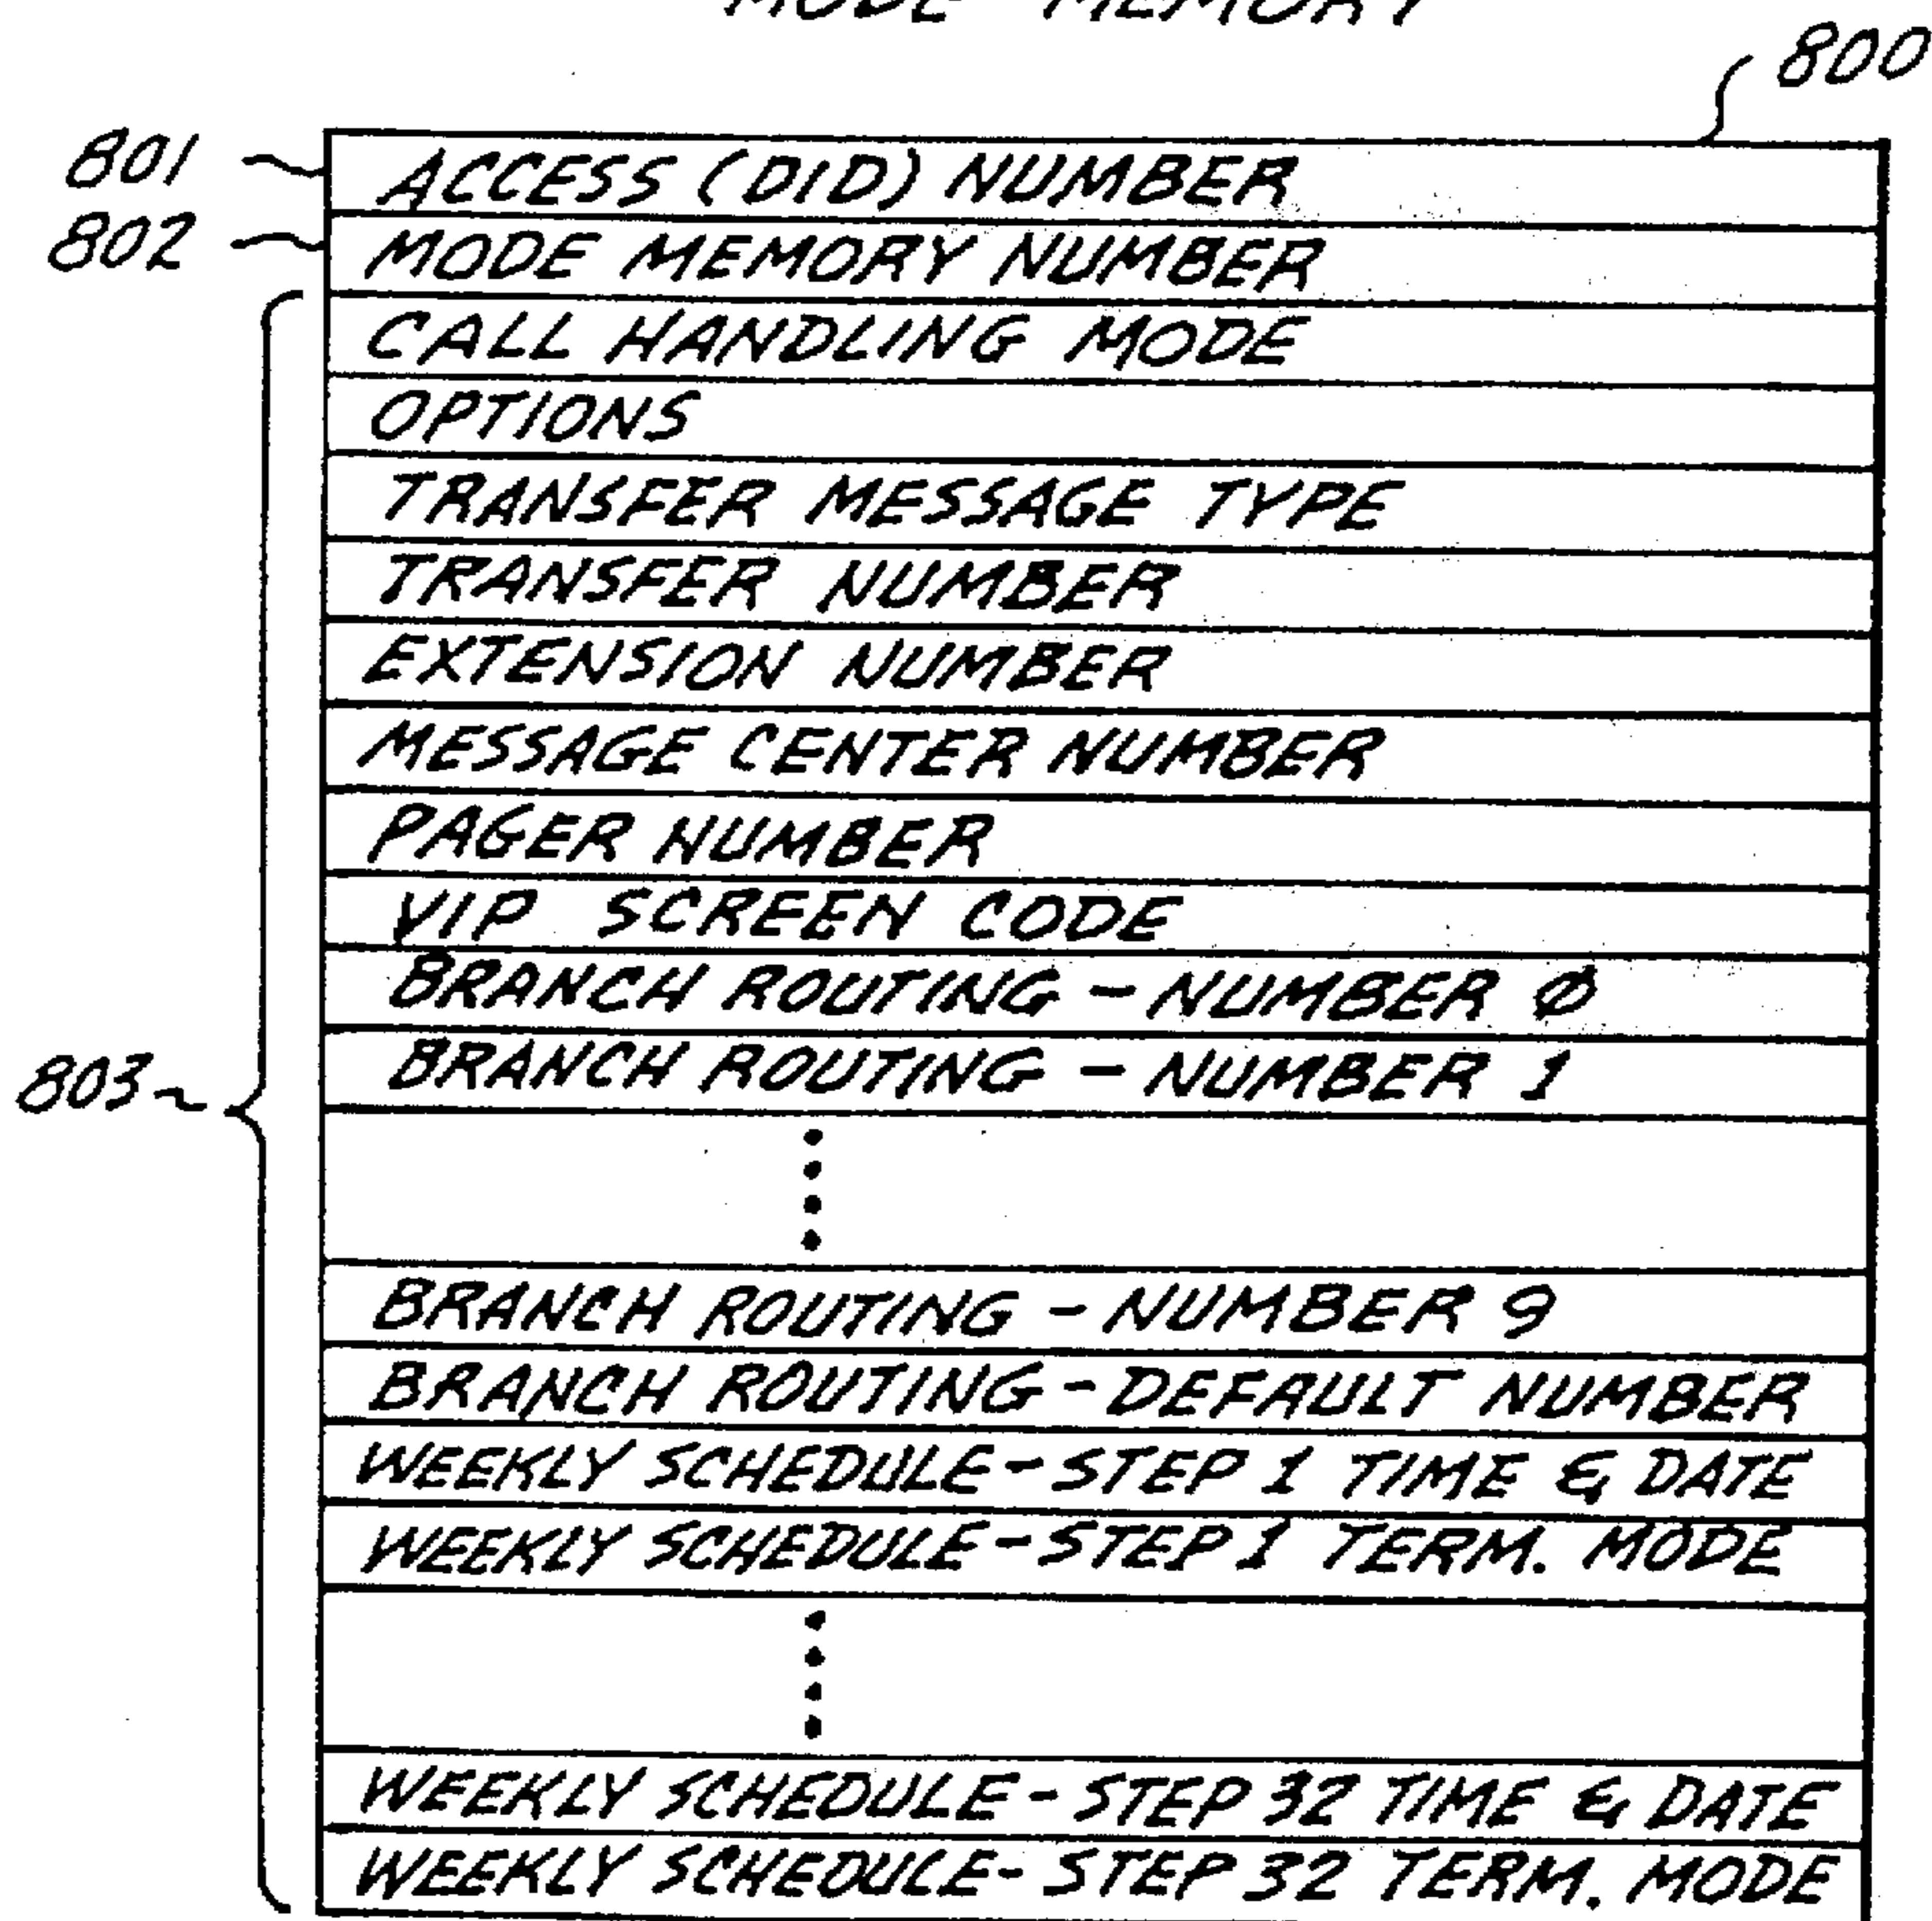 MODE MEMORY
800
801 ACCESS (DID) NUMBER
802 MODE MEMORY NUMBER
CALL HANDLING MODE
OPTIONS
TRANSFER MESSAGE TYPE
TRANSFER NUMBER
EXTENSION NUMBER
MESSAGE CENTER NUMBER
PAGER NUMBER
VIP SCREEN CODE
BRANCH ROUTING - NUMBER Ø
803 BRANCH ROUTING - NUMBER 1
BRANCH ROUTING - NUMBER 9
BRANCH ROUTING - DEFAULT NUMBER
WEEKLY SCHEDULE - STEP 1 TIME & DATE
WEEKLY SCHEDULE - STEP 1 TERM. MODE
WEEKLY SCHEDULE - STEP 32 TIME & DATE
WEEKLY SCHEDULE - STEP 32 TERM. MODE